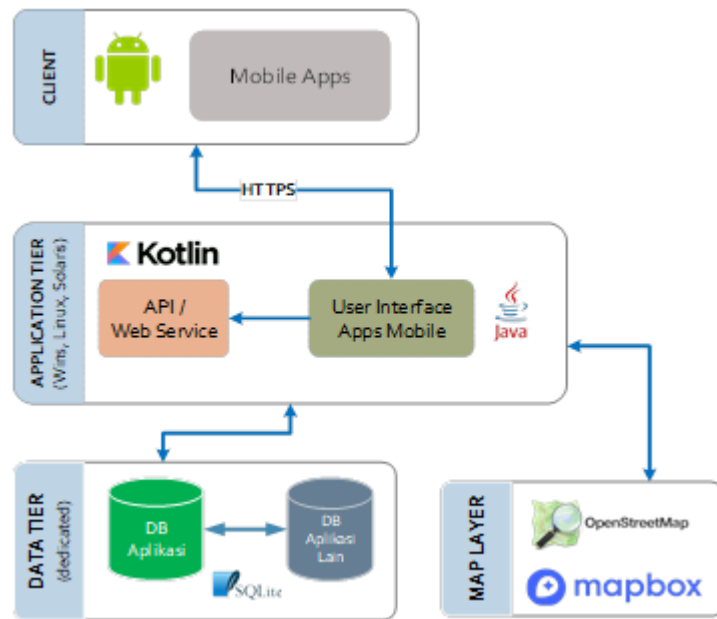 CLIENT
Mobile Apps
HTTPS
APPLICATION TIER
(Wins, Linux, Solaris)
Kotlin
API /
Web Service
User Interface
Apps Mobile
Java
DATA TIER
(dedicated)
DB
Aplikasi
DB
Aplikasi
Lain
SQLite
MAP LAYER
OpenStreetMap
mapbox